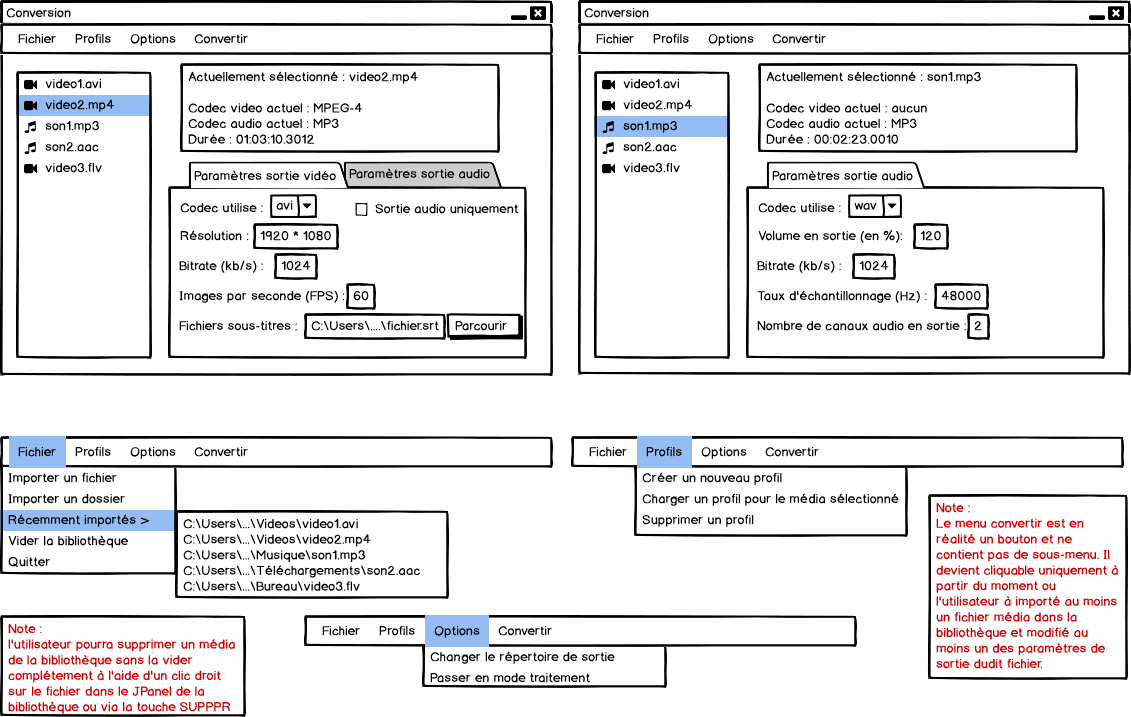 Conversion
Fichier Profils Options Convertir
video1.avi
video2.mp4
son1.mp3
son2.aac
video3.flv
Actuellement sélectionné : video2.mp4
Codec video actuel : MPEG-4
Codec audio actuel : MP3
Durée : 01:03:10.3012
Paramètres sortie vidéo Paramètres sortie audio
Codec utilise : avi Sortie audio uniquement
Résolution : 1920 * 1080
Bitrate (kb/s) : 1024
Images par seconde (FPS) : 60
Fichiers sous-titres : C:\Users\....\fichier.srt Parcourir
Conversion
Fichier Profils Options Convertir
video1.avi
video2.mp4
son1.mp3
son2.aac
video3.flv
Actuellement sélectionné : son1.mp3
Codec video actuel : aucun
Codec audio actuel : MP3
Durée : 00:02:23.0010
Paramètres sortie audio
Codec utilise : wav
Volume en sortie (en %): 120
Bitrate (kb/s) : 1024
Taux d'échantillonnage (Hz) : 48000
Nombre de canaux audio en sortie : 2
Fichier Profils Options Convertir
Importer un fichier
Importer un dossier
Récemment importés >
Vider la bibliothèque
Quitter
C:\Users\...\Videos\video1.avi
C:\Users\...\Videos\video2.mp4
C:\Users\...\Musique\son1.mp3
C:\Users\...\Téléchargements\son2.aac
C:\Users\...\Bureau\video3.flv
Fichier Profils Options Convertir
Créer un nouveau profil
Charger un profil pour le média sélectionné
Supprimer un profil
Note :
Le menu convertir est en
réalité un bouton et ne
contient pas de sous-menu. Il
devient cliquable uniquement à
partir du moment ou
l'utilisateur à importé au moins
un fichier média dans la
bibliothèque et modifié au
moins un des paramètres de
sortie dudit fichier.
Note :
l'utilisateur pourra supprimer un média
de la bibliothèque sans la vider
complétement à l'aide d'un clic droit
sur le fichier dans le JPanel de la
bibliothèque ou via la touche SUPPPR
Fichier Profils Options Convertir
Changer le répertoire de sortie
Passer en mode traitement